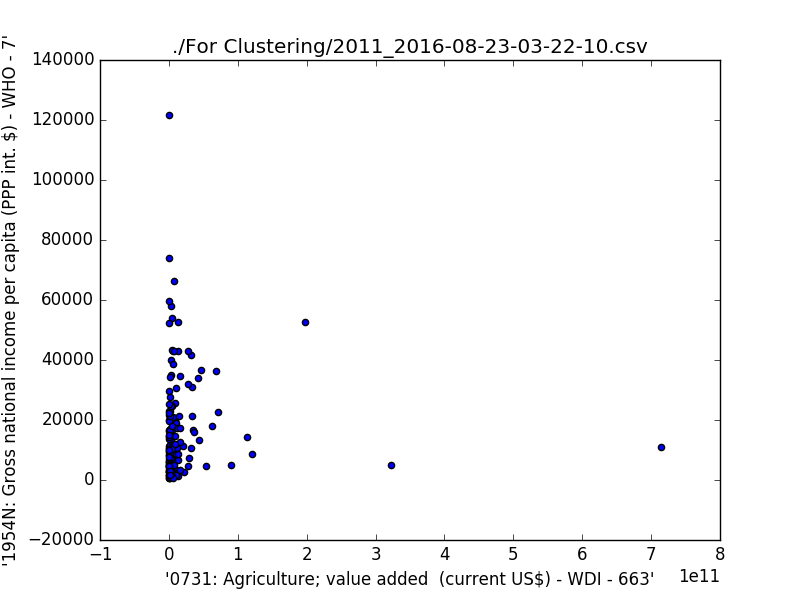 ./For Clustering/2011_2016-08-23-03-22-10.csv
'1954N: Gross national income per capita (PPP int. $) - WHO - 7'
140000
120000
100000
80000
60000
40000
20000
0
−20000
−1 0 1 2 3 4 5 6 7 8
1e11
'0731: Agriculture; value added  (current US$) - WDI - 663'